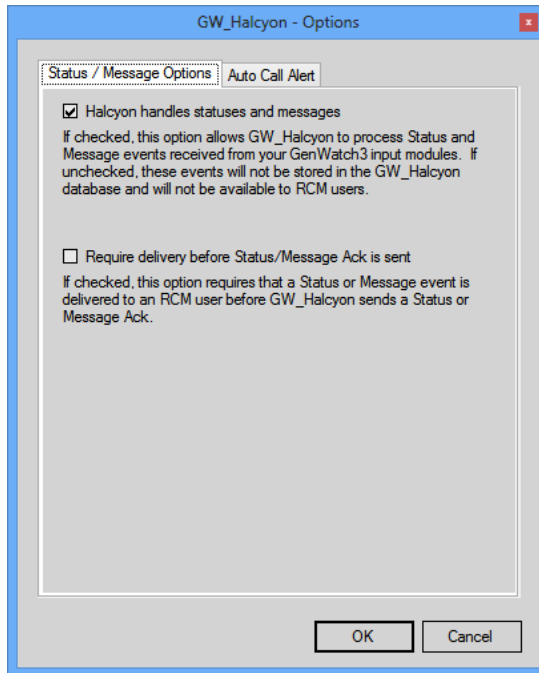 GW_Halcyon - Options
x
Status / Message Options
Auto Call Alert
Halcyon handles statuses and messages
If checked, this option allows GW_Halcyon to process Status and
Message events received from your GenWatch3 input modules.  If
unchecked, these events will not be stored in the GW_Halcyon
database and will not be available to RCM users.
Require delivery before Status/Message Ack is sent
If checked, this option requires that a Status or Message event is
delivered to an RCM user before GW_Halcyon sends a Status or
Message Ack.
OK
Cancel